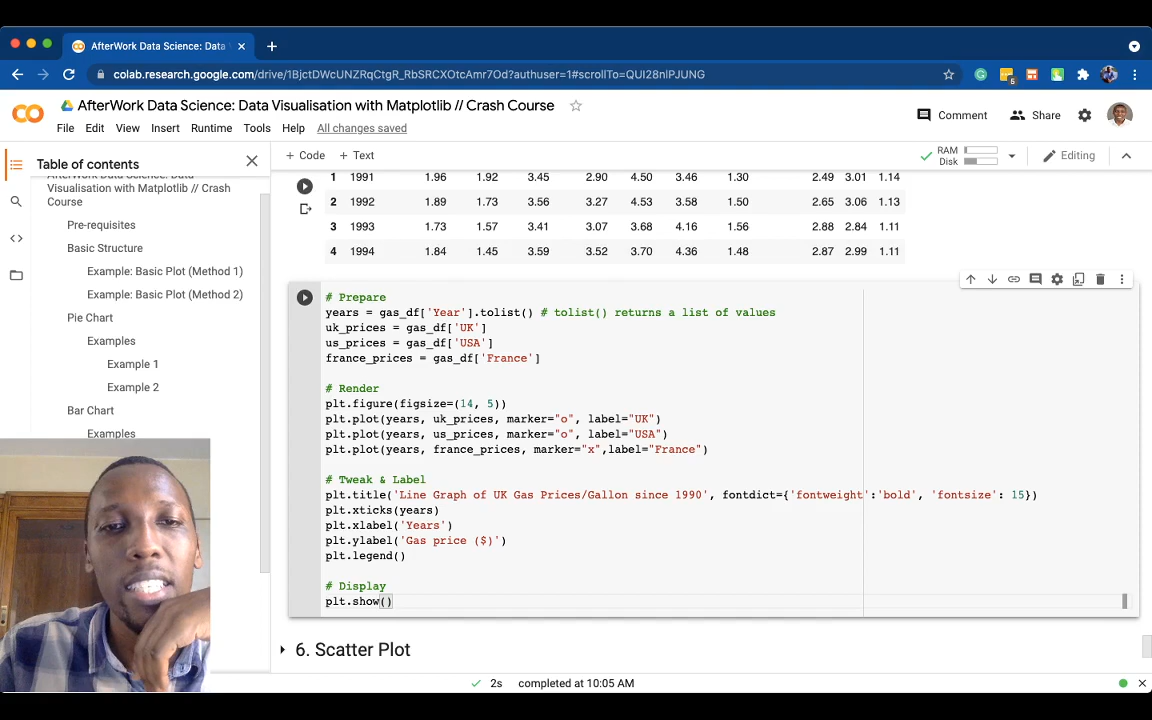 AfterWork Data Science: Data
colab.research.google.com/drive/1BjctDWcUNZRqCtgR_RbSRCXOtcAmr7Od?authuser=1#scrollTo=QUI28nlPJUNG
5
AfterWork Data Science: Data Visualisation with Matplotlib // Crash Course
Comment
Share
File Edit View Insert Runtime Tools Help All changes saved
Table of contents
+ Code + Text
RAM
Disk
Editing
AfterWork Data Science: Data
Visualisation with Matplotlib // Crash
Course
Pre-requisites
Basic Structure
Example: Basic Plot (Method 1)
Example: Basic Plot (Method 2)
Pie Chart
Examples
Example 1
Example 2
Bar Chart
Examples
1 1991 1.96 1.92 3.45 2.90 4.50 3.46 1.30 2.49 3.01 1.14
2 1992 1.89 1.73 3.56 3.27 4.53 3.58 1.50 2.65 3.06 1.13
3 1993 1.73 1.57 3.41 3.07 3.68 4.16 1.56 2.88 2.84 1.11
4 1994 1.84 1.45 3.59 3.52 3.70 4.36 1.48 2.87 2.99 1.11
# Prepare
years = gas_df['Year'].tolist() # tolist() returns a list of values
uk_prices = gas_df['UK']
us_prices = gas_df['USA']
france_prices = gas_df['France']
# Render
plt.figure(figsize=(14, 5))
plt.plot(years, uk_prices, marker="o", label="UK")
plt.plot(years, us_prices, marker="o", label="USA")
plt.plot(years, france_prices, marker="x",label="France")
# Tweak & Label
plt.title('Line Graph of UK Gas Prices/Gallon since 1990', fontdict={'fontweight':'bold', 'fontsize': 15})
plt.xticks(years)
plt.xlabel('Years')
plt.ylabel('Gas price ($)')
plt.legend()
# Display
plt.show()
6. Scatter Plot
2s completed at 10:05 AM